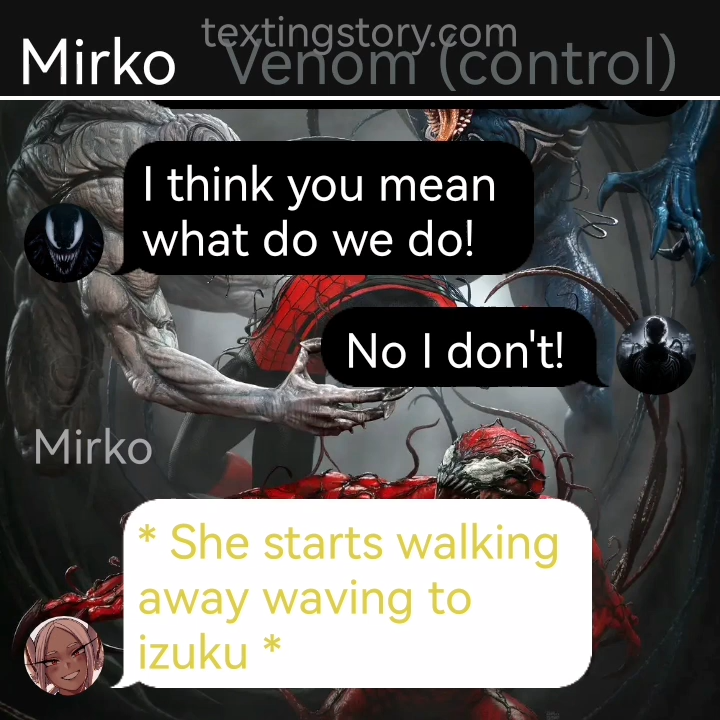 textingstory.com
Mirko Venom (control)
I think you mean
what do we do!
No I don't!
Mirko
* She starts walking
away waving to
izuku *